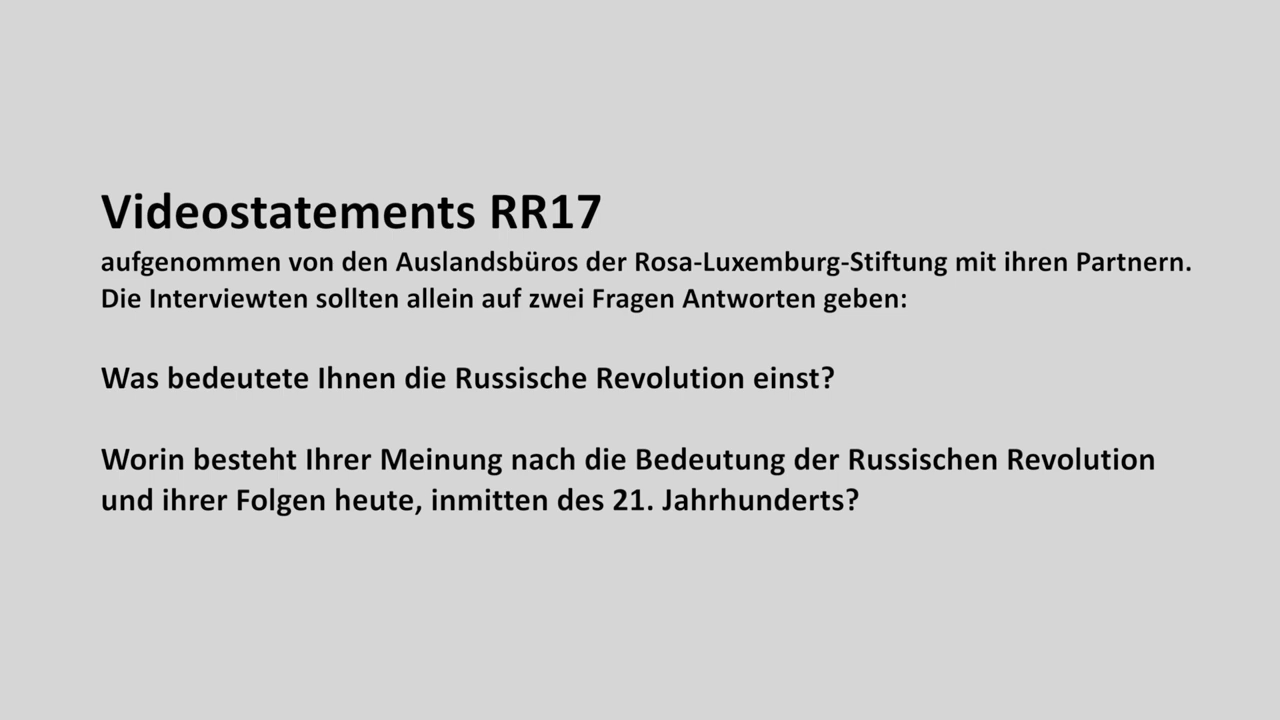 Videostatements RR17
aufgenommen von den Auslandsbüros der Rosa-Luxemburg-Stiftung mit ihren Partnern.
Die Interviewten sollten allein auf zwei Fragen Antworten geben:
Was bedeutete Ihnen die Russische Revolution einst?
Worin besteht Ihrer Meinung nach die Bedeutung der Russischen Revolution
und ihrer Folgen heute, inmitten des 21. Jahrhunderts?